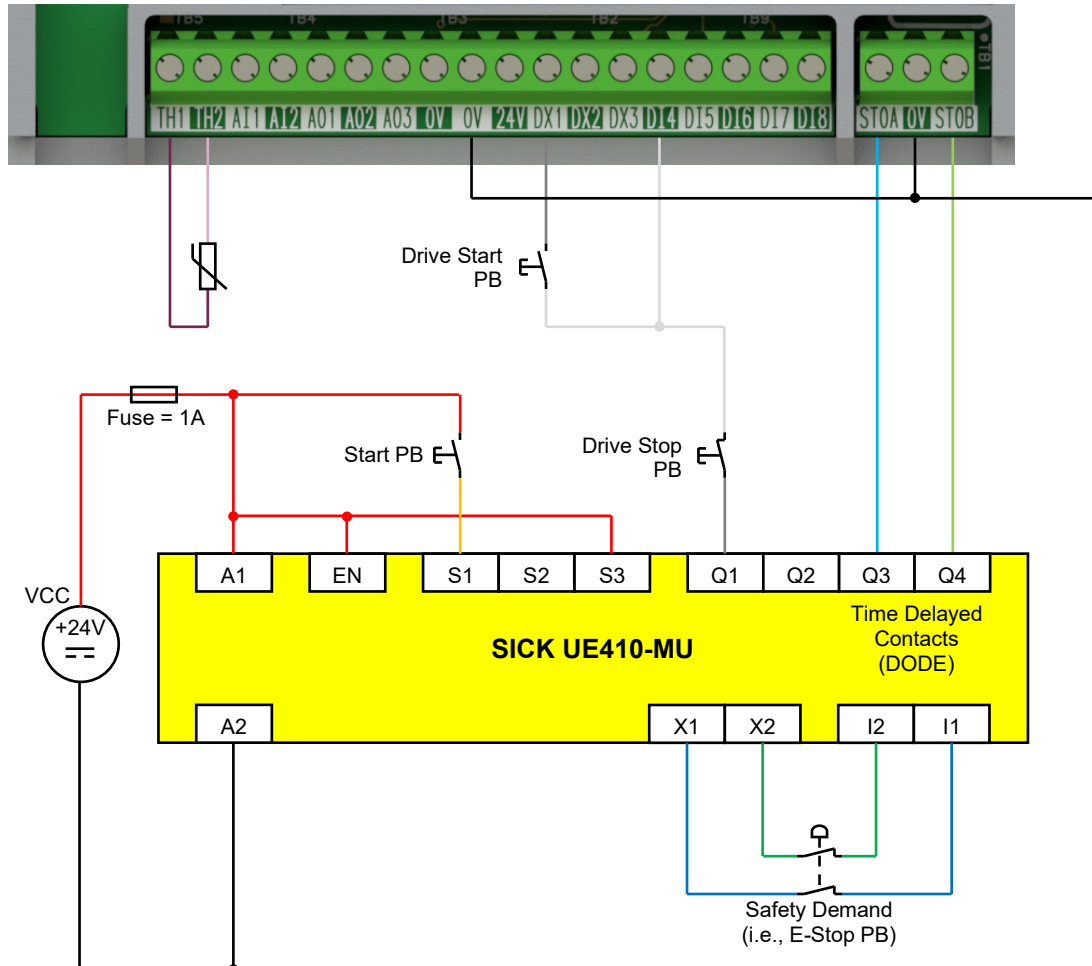 TB5 TB4 TB3 TB2 TB9
TB1
TH1 TH2 AI1 AI2 AO1 AO2 AO3 0V 0V 24V DX1 DX2 DX3 DI4 DI5 DI6 DI7 DI8
STOA 0V STOB
Drive Start
PB
Fuse = 1A
Start PB
Drive Stop
PB
A1 EN S1 S2 S3 Q1 Q2 Q3 Q4
VCC
+24V
Time Delayed
Contacts
(DODE)
SICK UE410-MU
A2 X1 X2 I2 I1
Safety Demand
(i.e., E-Stop PB)